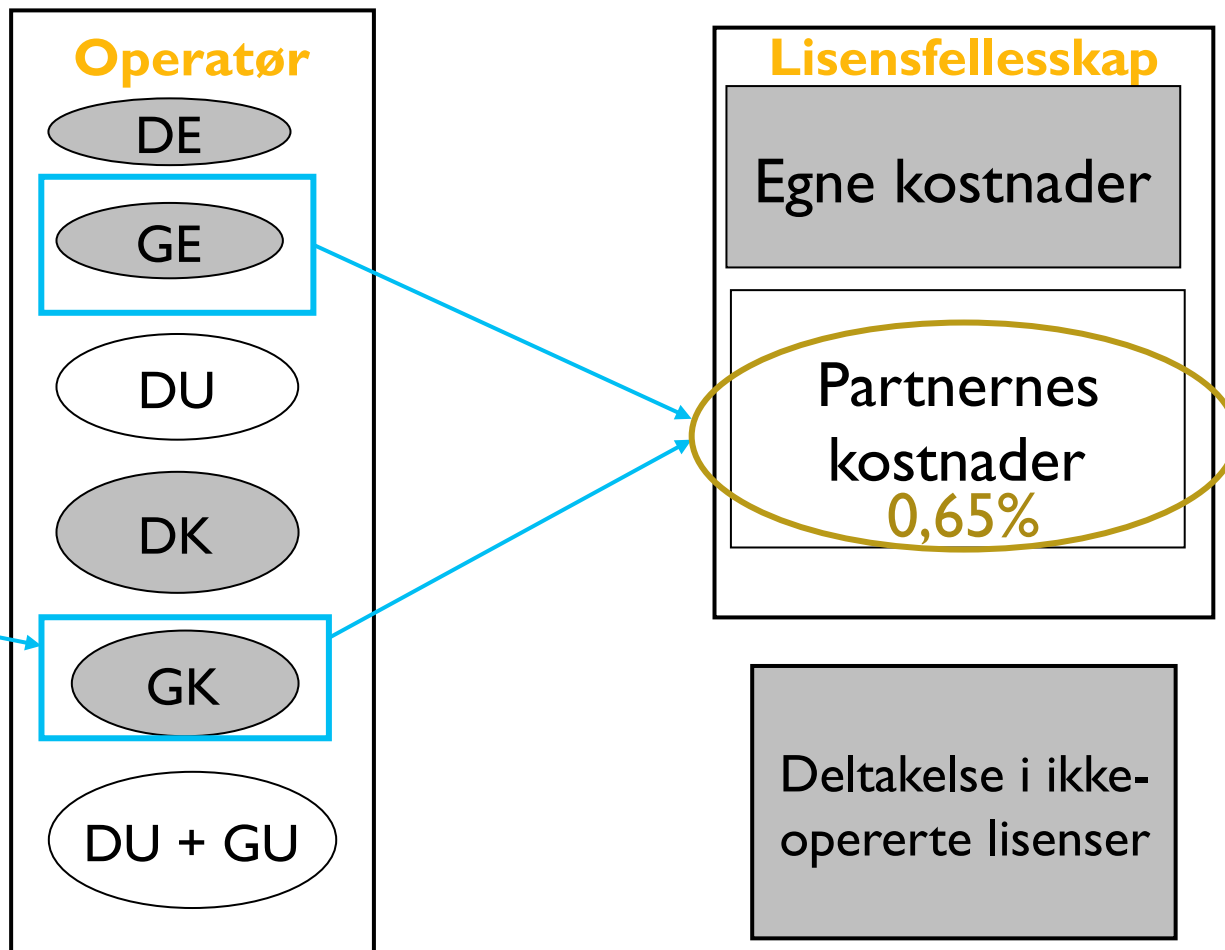 Operatør
DE
GE
DU
DK
GK
DU + GU
Lisensfellesskap
Egne kostnader
Partnernes
kostnader
0,65%
Deltakelse i ikke-
opererte lisenser